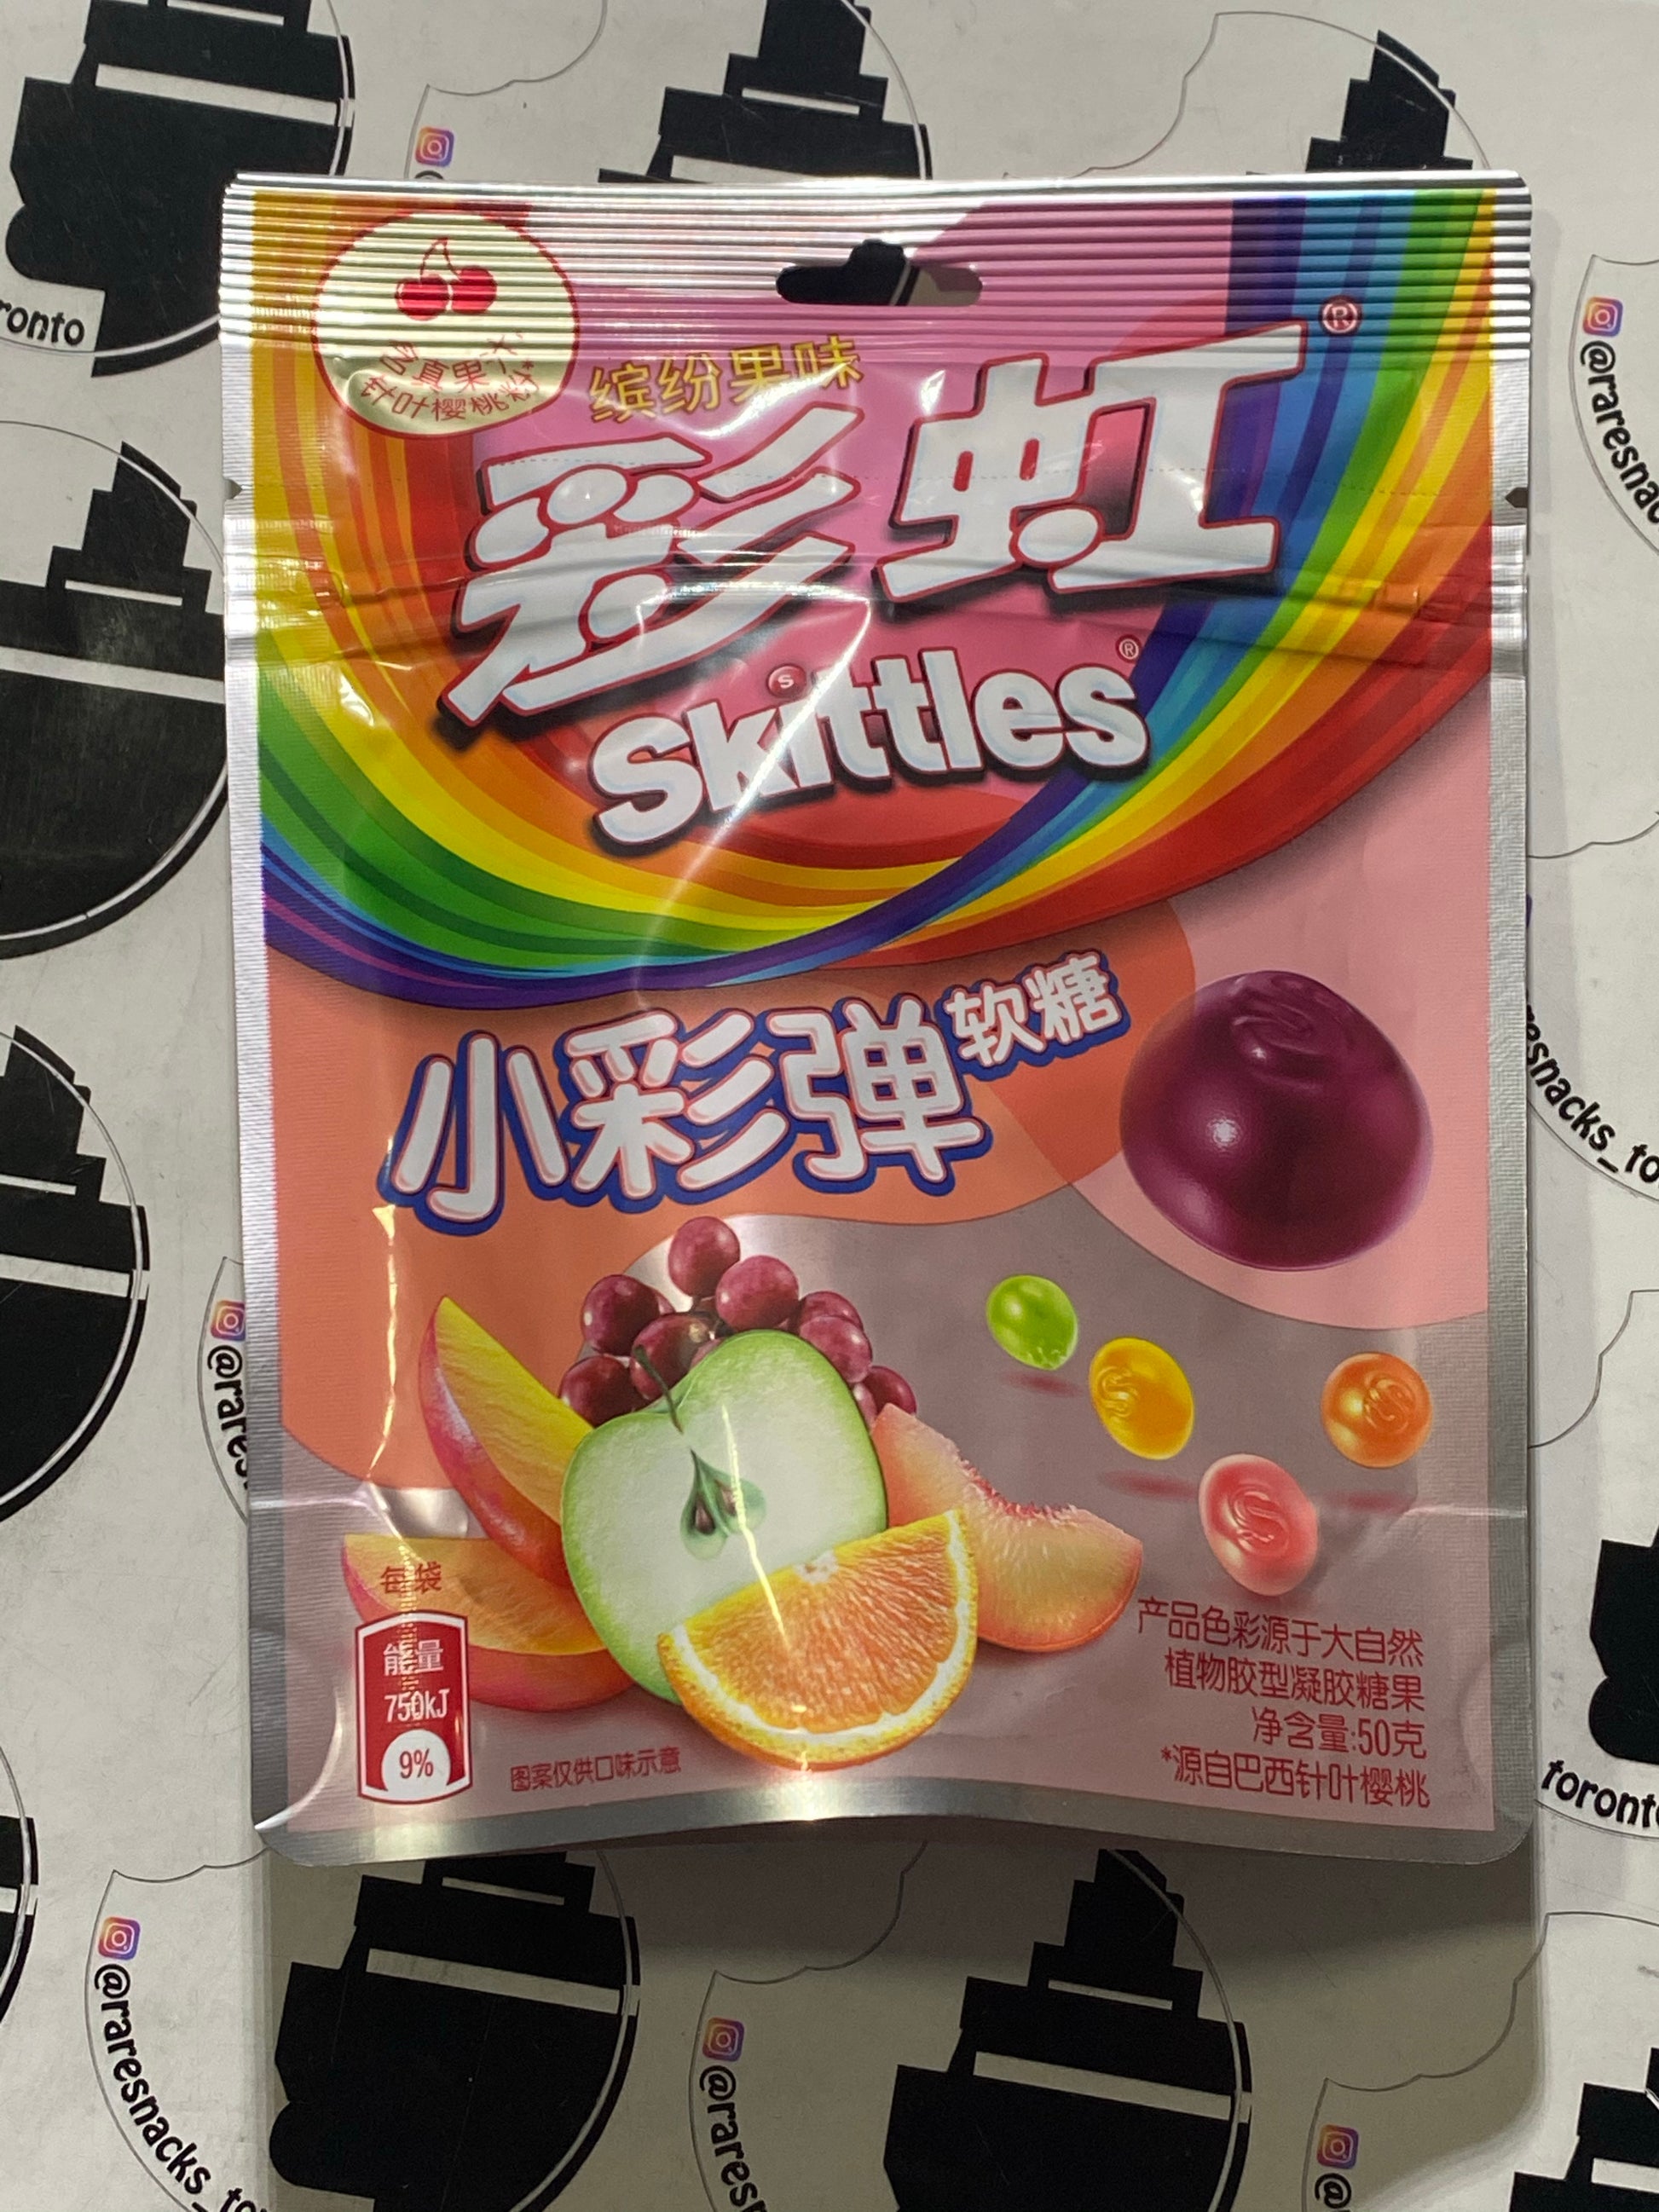 含真果汁
针叶樱桃粉*
缤纷果味
彩虹®
skittles®
小彩弹软糖
每袋
能量
750kJ
9%
图案仅供口味示意
产品色彩源于大自然
植物胶型凝胶糖果
净含量:50克
*源自巴西针叶樱桃
ronto
@raresnac
esnacks_to
@rares
toronto
@raresnacks_to
@raresn
@